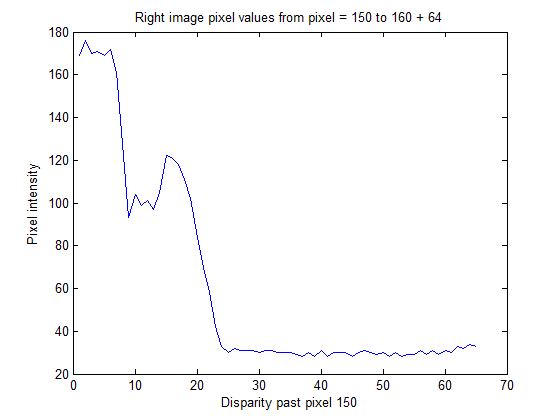 Right image pixel values from pixel = 150 to 160 + 64
180
160
140
120
100
80
60
40
20
Pixel intensity
0 10 20 30 40 50 60 70
Disparity past pixel 150